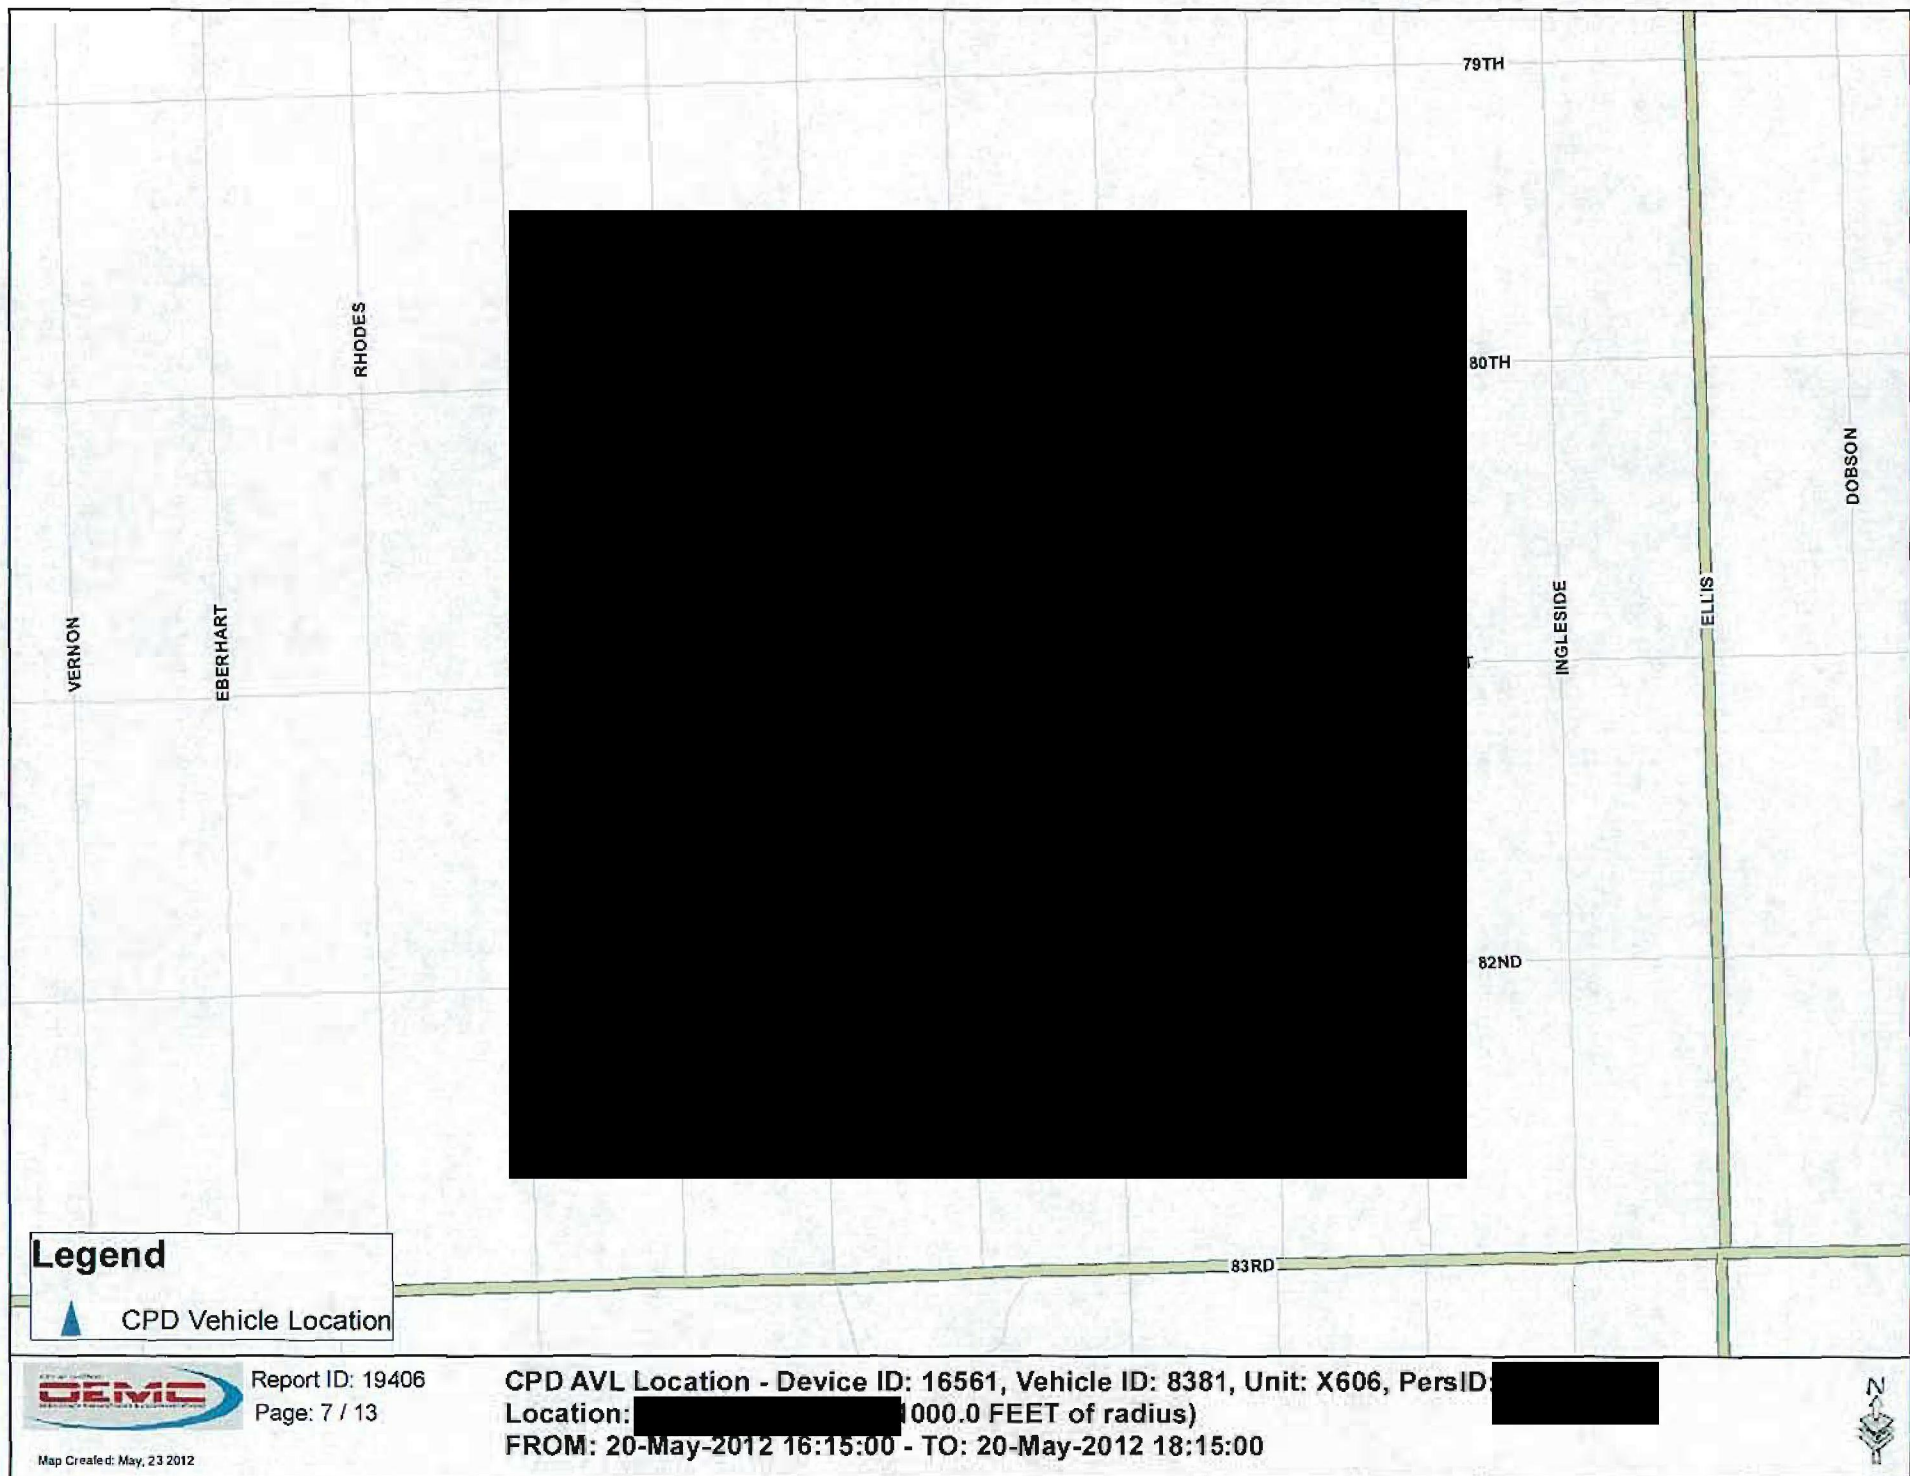 79TH
RHODES
80TH
DOBSON
VERNON
EBERHART
INGLESIDE
ELLIS
82ND
83RD
Legend
CPD Vehicle Location
OEMC
Report ID: 19406
Page: 7 / 13
Map Created: May, 23 2012
CPD AVL Location - Device ID: 16561, Vehicle ID: 8381, Unit: X606, PersID:
Location: 1000.0 FEET of radius)
FROM: 20-May-2012 16:15:00 - TO: 20-May-2012 18:15:00
N